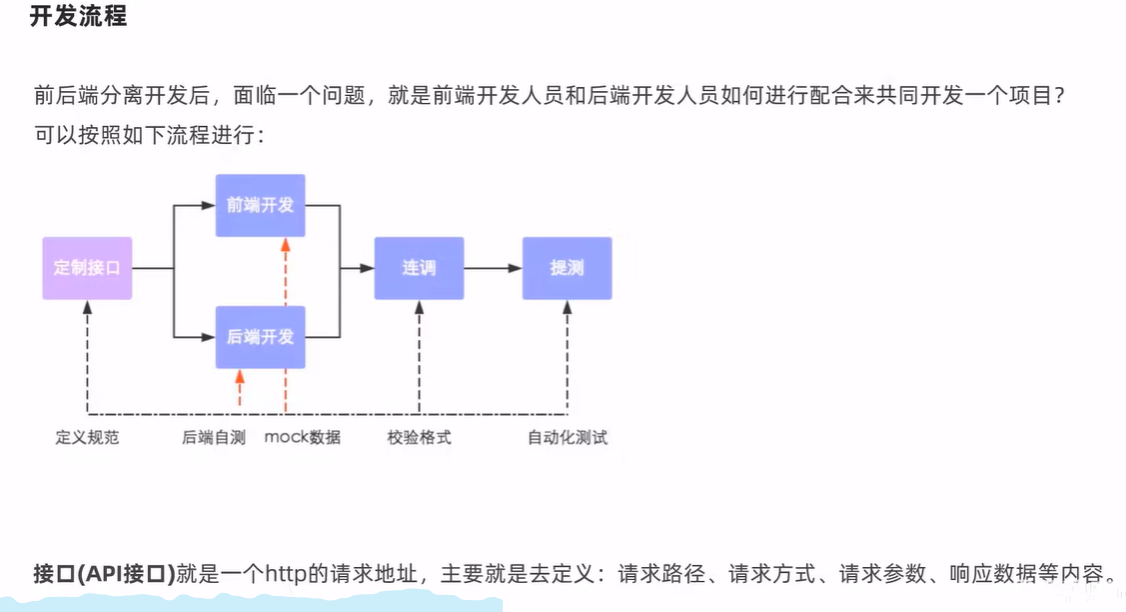 开发流程
前后端分离开发后，面临一个问题，就是前端开发人员和后端开发人员如何进行配合来共同开发一个项目？
可以按照如下流程进行：
前端开发
定制接口
连调
提测
后端开发
定义规范
后端自测
mock数据
校验格式
自动化测试
接口(API接口)就是一个http的请求地址，主要就是去定义：请求路径、请求方式、请求参数、响应数据等内容。